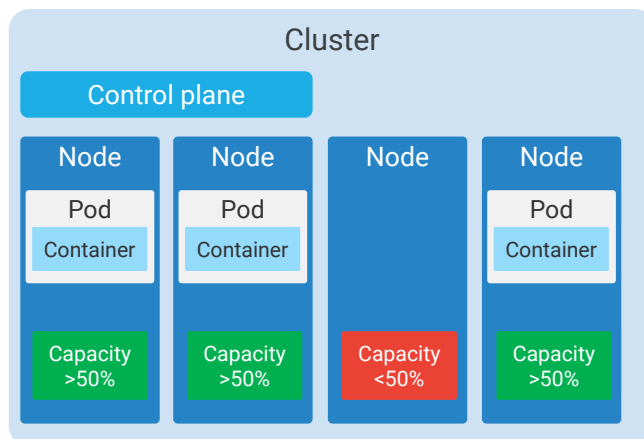 Cluster
Control plane
Node
Node
Node
Node
Pod
Pod
Pod
Container
Container
Container
Capacity
>50%
Capacity
>50%
Capacity
<50%
Capacity
>50%